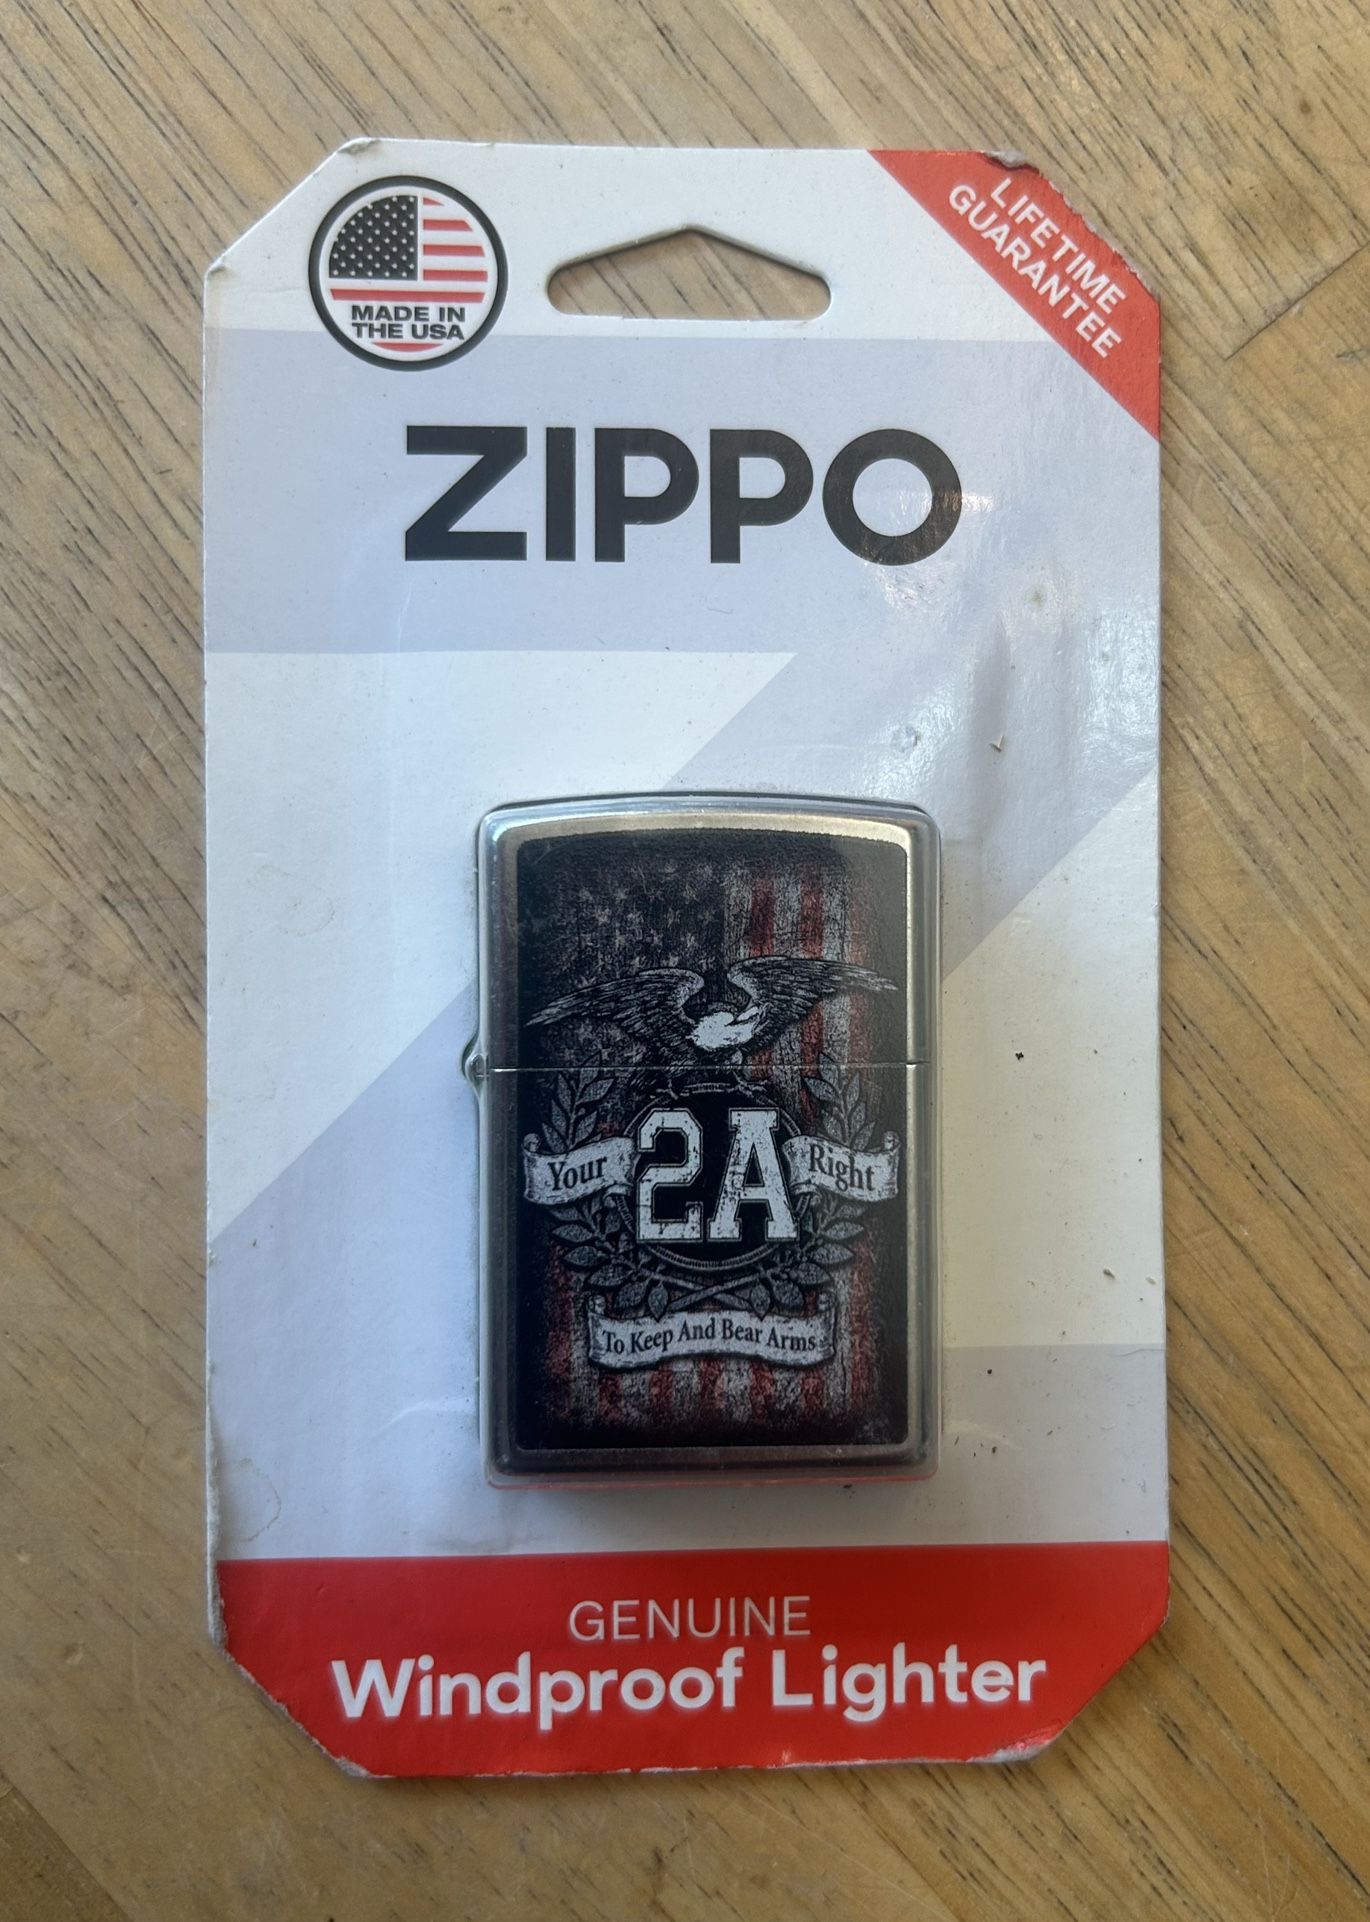 MADE IN
THE USA
LIFETIME
GUARANTEE
ZIPPO
2A
Your
Right
To Keep And Bear Arms
GENUINE
Windproof Lighter